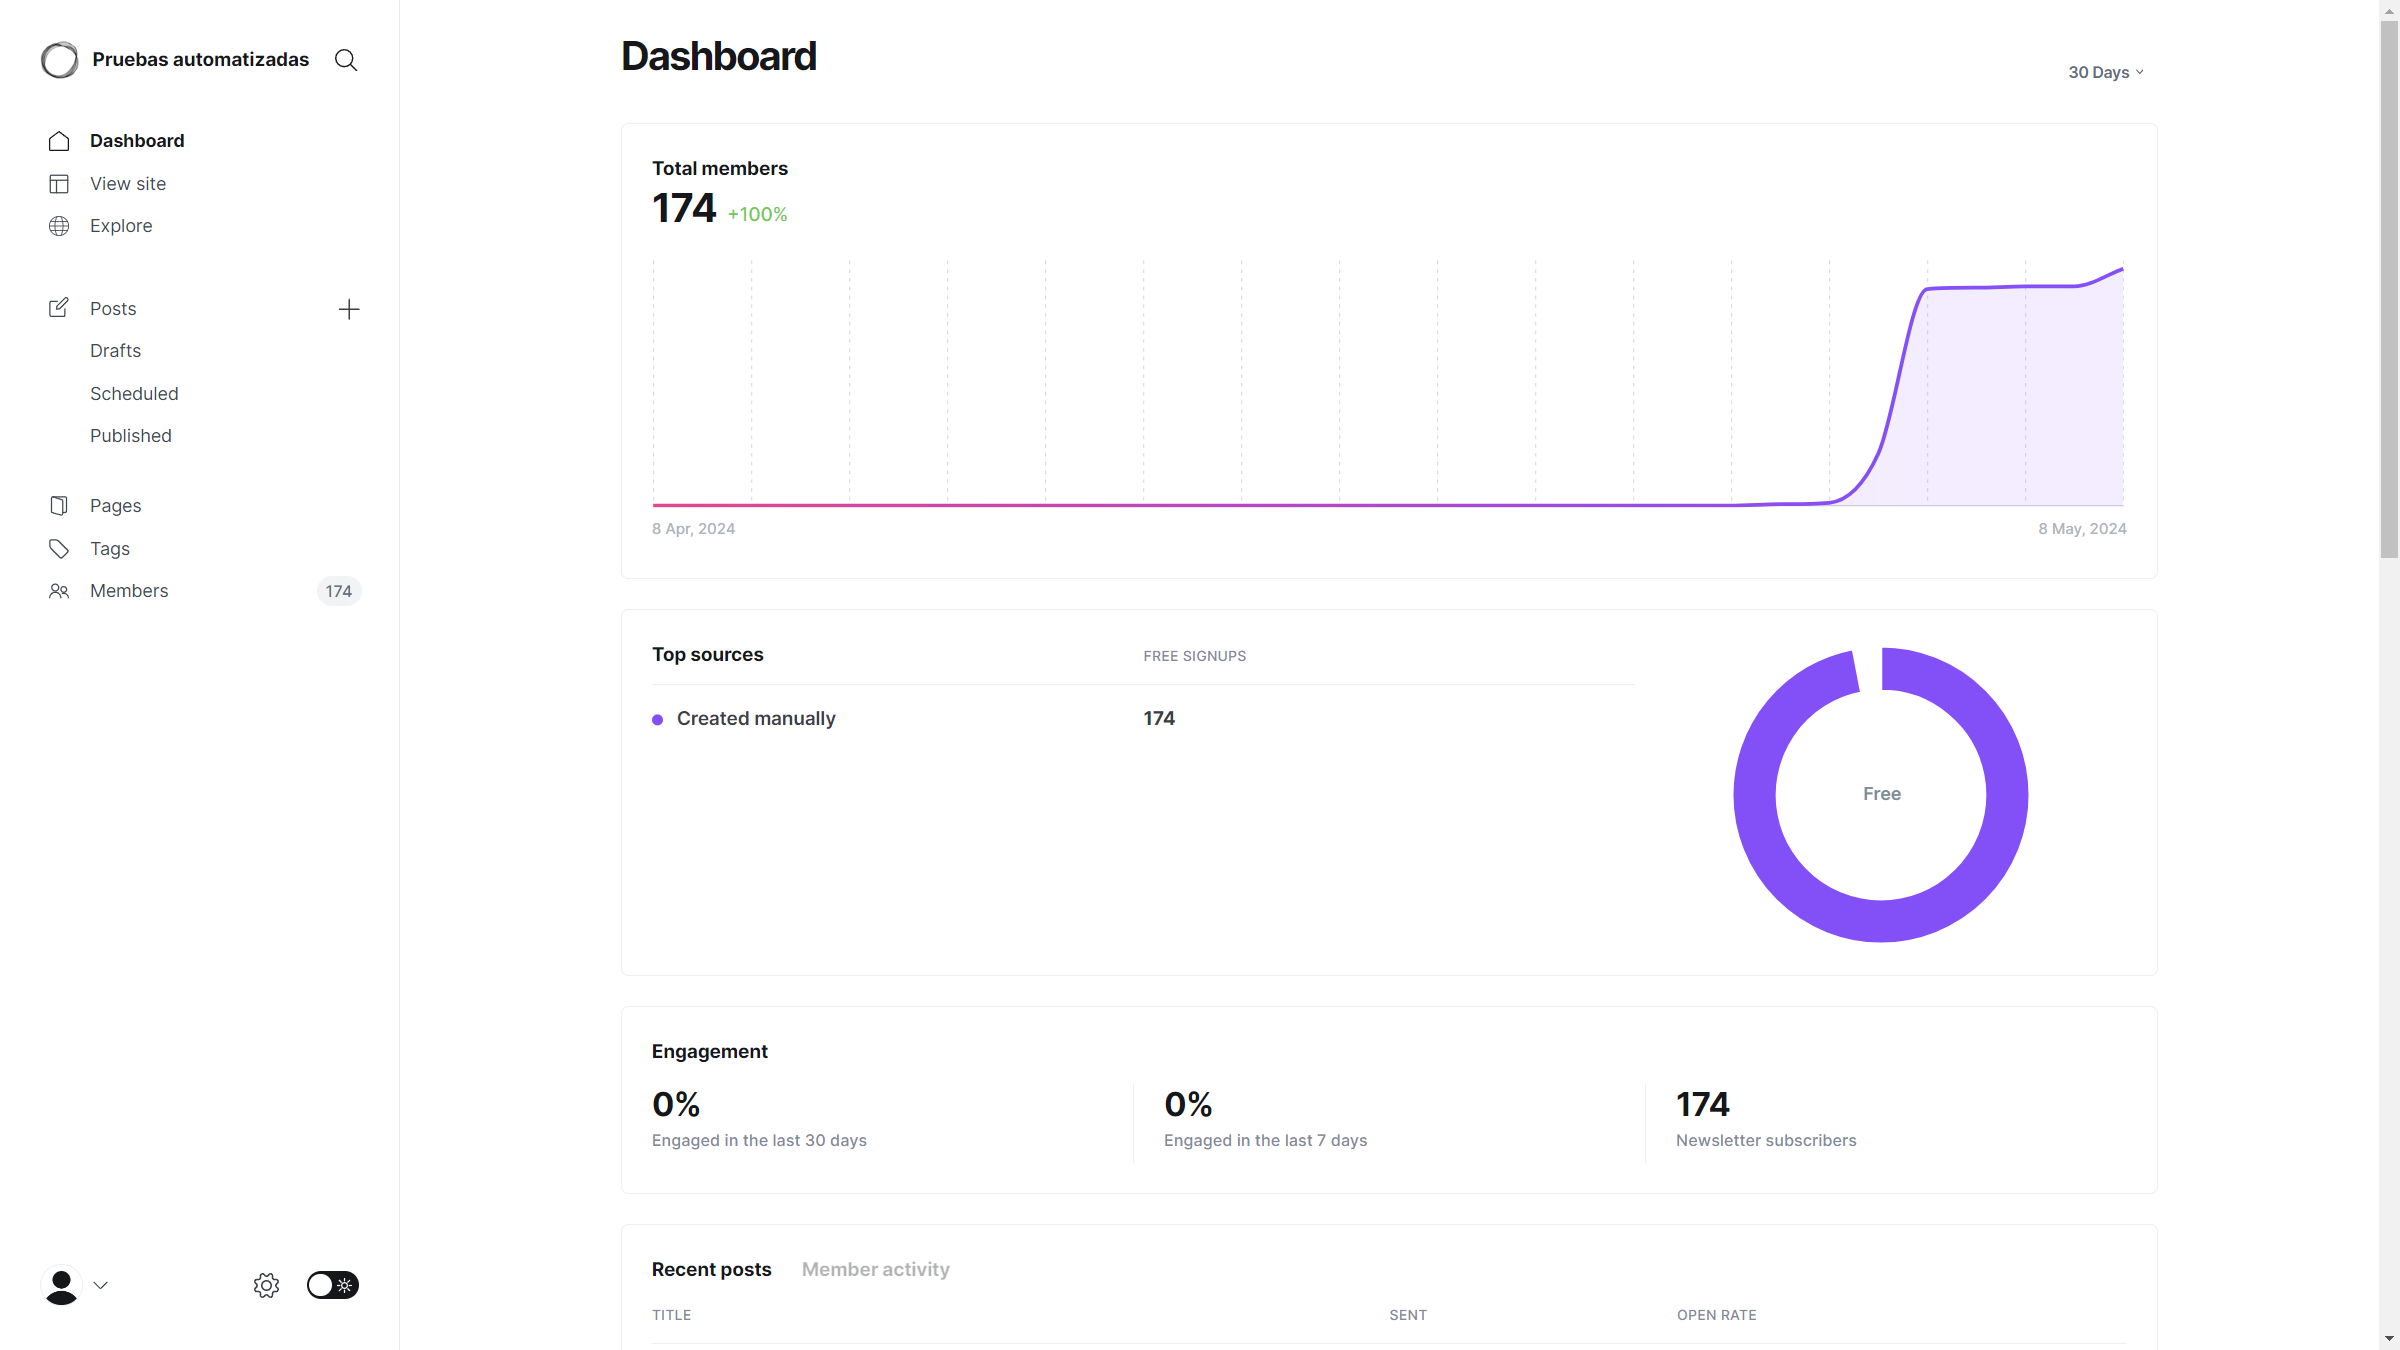 Pruebas automatizadas
Dashboard
View site
Explore
Posts
Drafts
Scheduled
Published
Pages
Tags
Members 174
Dashboard
30 Days
Total members
174 +100%
8 Apr, 2024 8 May, 2024
Top sources FREE SIGNUPS
Created manually 174
Free
Engagement
0% 0% 174
Engaged in the last 30 days Engaged in the last 7 days Newsletter subscribers
Recent posts Member activity
TITLE SENT OPEN RATE